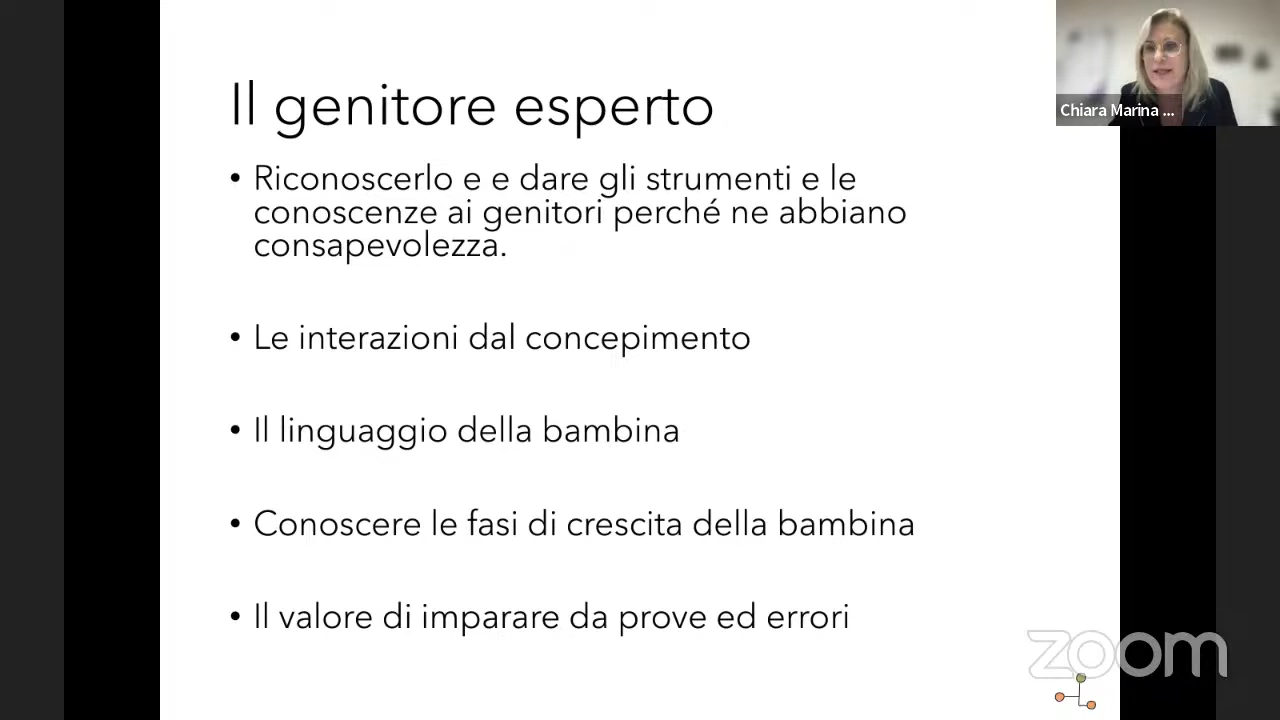 Il genitore esperto
• Riconoscerlo e e dare gli strumenti e le
conoscenze ai genitori perché ne abbiano
consapevolezza.
• Le interazioni dal concepimento
• Il linguaggio della bambina
• Conoscere le fasi di crescita della bambina
• Il valore di imparare da prove ed errori
Chiara Marina ...
zoom